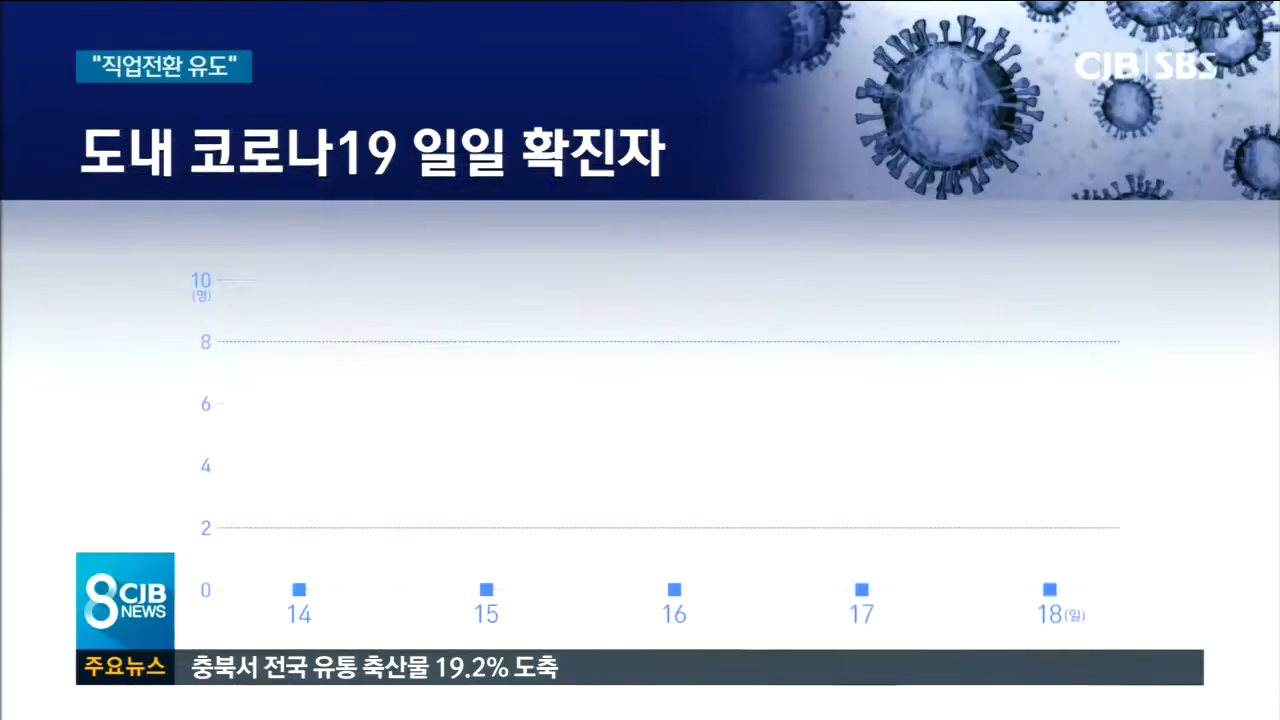 "직업전환 유도"
CJB SBS
도내 코로나19 일일 확진자
10
(명)
8
6
4
2
0
14 15 16 17 18(일)
8 CJB NEWS
주요뉴스 충북서 전국 유통 축산물 19.2% 도축